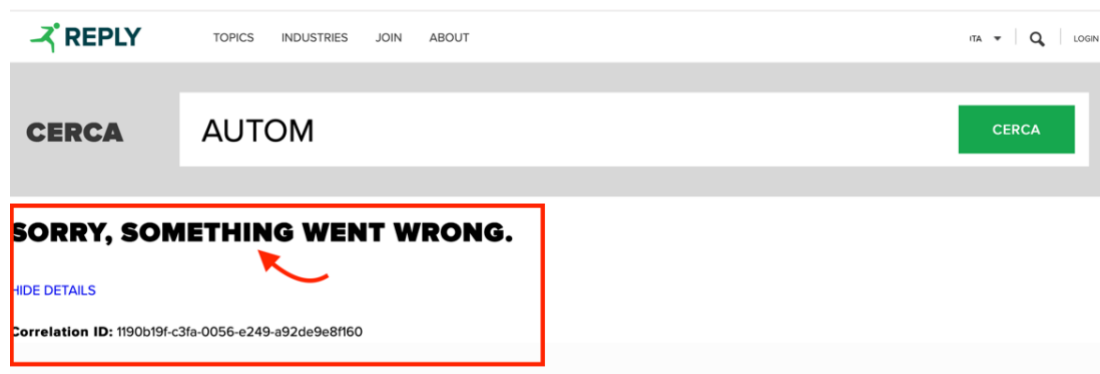 REPLY TOPICS INDUSTRIES JOIN ABOUT ITA LOGIN
CERCA AUTOM CERCA
SORRY, SOMETHING WENT WRONG.
HIDE DETAILS
Correlation ID: 1190b19f-c3fa-0056-e249-a92de9e8f160